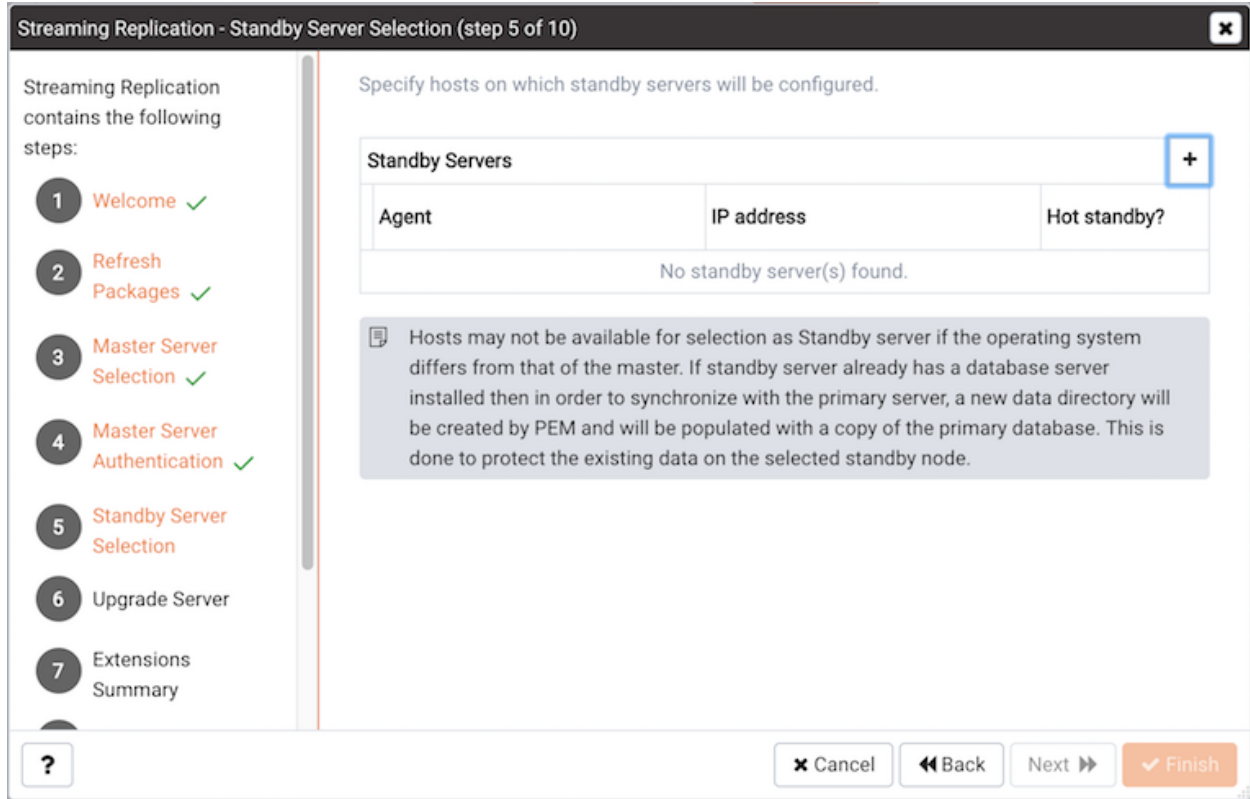 Streaming Replication - Standby Server Selection (step 5 of 10)
Streaming Replication
contains the following
steps:
1 Welcome
2 Refresh
Packages
3 Master Server
Selection
4 Master Server
Authentication
5 Standby Server
Selection
6 Upgrade Server
7 Extensions
Summary
Specify hosts on which standby servers will be configured.
Standby Servers +
Agent IP address Hot standby?
No standby server(s) found.
Hosts may not be available for selection as Standby server if the operating system
differs from that of the master. If standby server already has a database server
installed then in order to synchronize with the primary server, a new data directory will
be created by PEM and will be populated with a copy of the primary database. This is
done to protect the existing data on the selected standby node.
? Cancel Back Next Finish